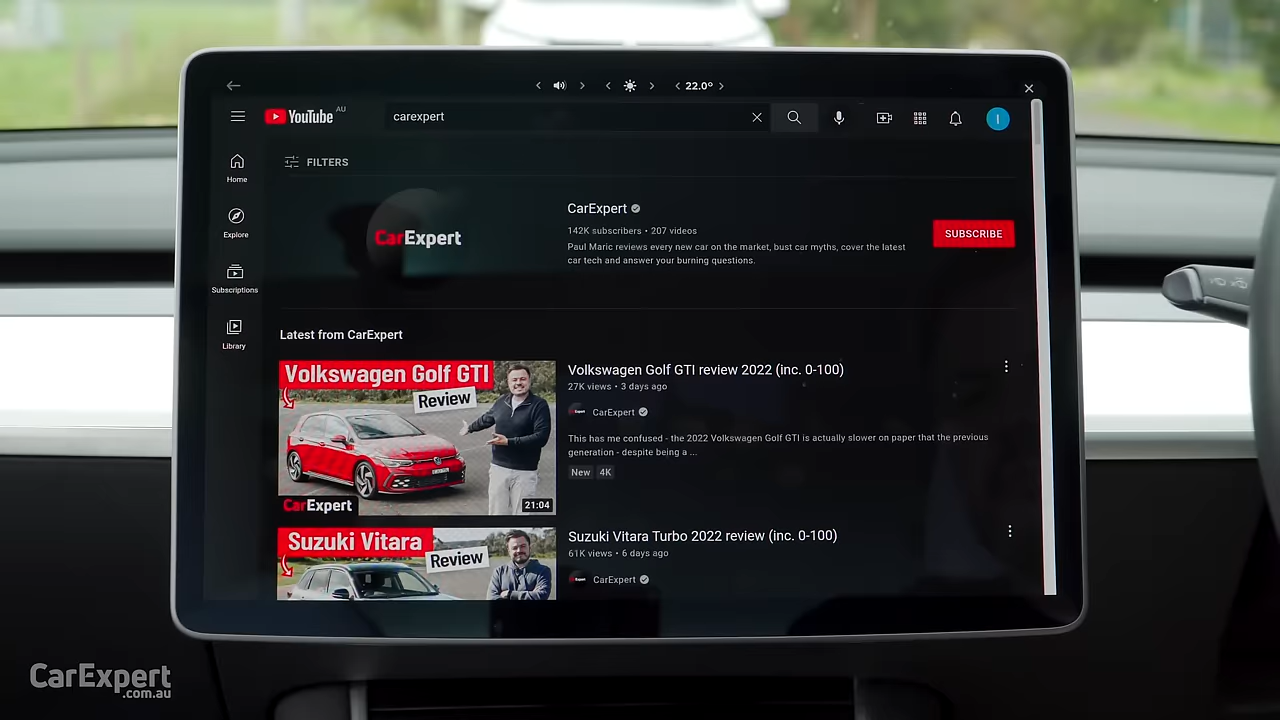 22.0°
YouTube AU
carexpert
FILTERS
Home
Explore
Subscriptions
Library
CarExpert
CarExpert
142K subscribers • 207 videos
Paul Maric reviews every new car on the market, bust car myths, cover the latest
car tech and answer your burning questions.
SUBSCRIBE
I
Latest from CarExpert
Volkswagen Golf GTI
Review
CarExpert
21:04
Volkswagen Golf GTI review 2022 (inc. 0-100)
27K views • 3 days ago
CarExpert
This has me confused - the 2022 Volkswagen Golf GTI is actually slower on paper that the previous
generation - despite being a ...
New 4K
Suzuki Vitara
Review
Suzuki Vitara Turbo 2022 review (inc. 0-100)
61K views • 6 days ago
CarExpert
CarExpert
.com.au